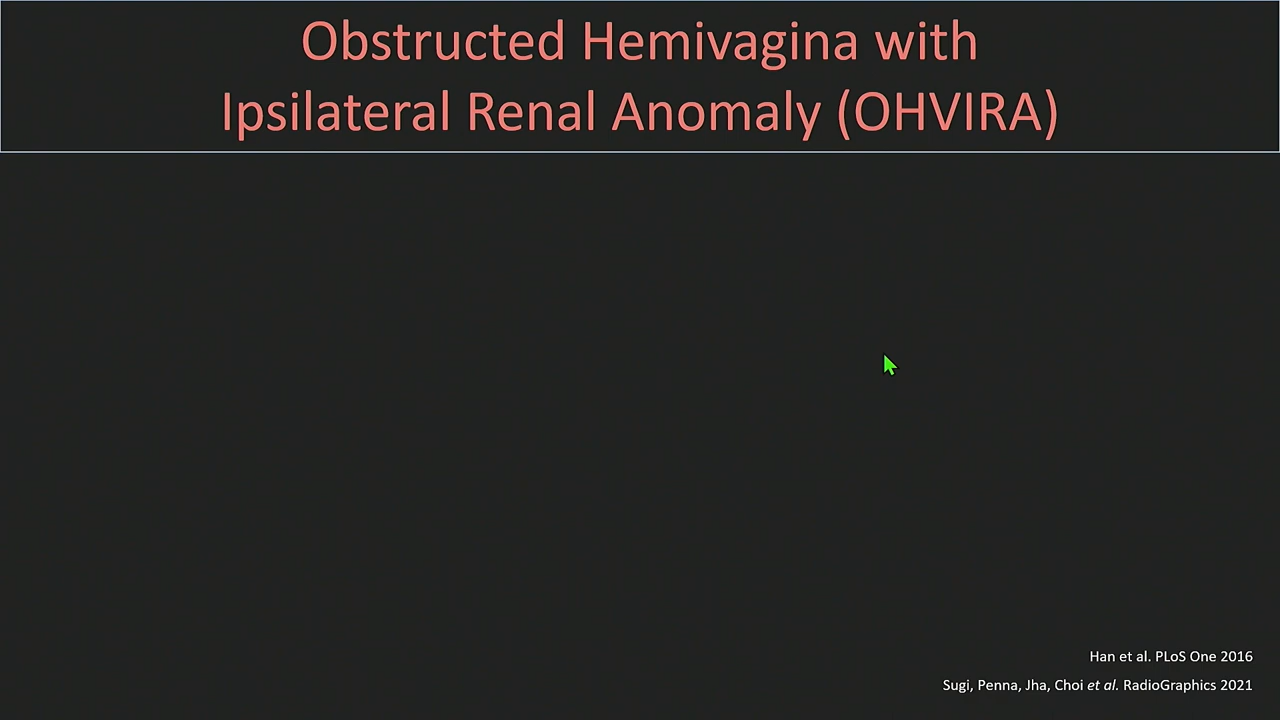 Obstructed Hemivagina with
Ipsilateral Renal Anomaly (OHVIRA)
Han et al. PLoS One 2016
Sugi, Penna, Jha, Choi et al. RadioGraphics 2021